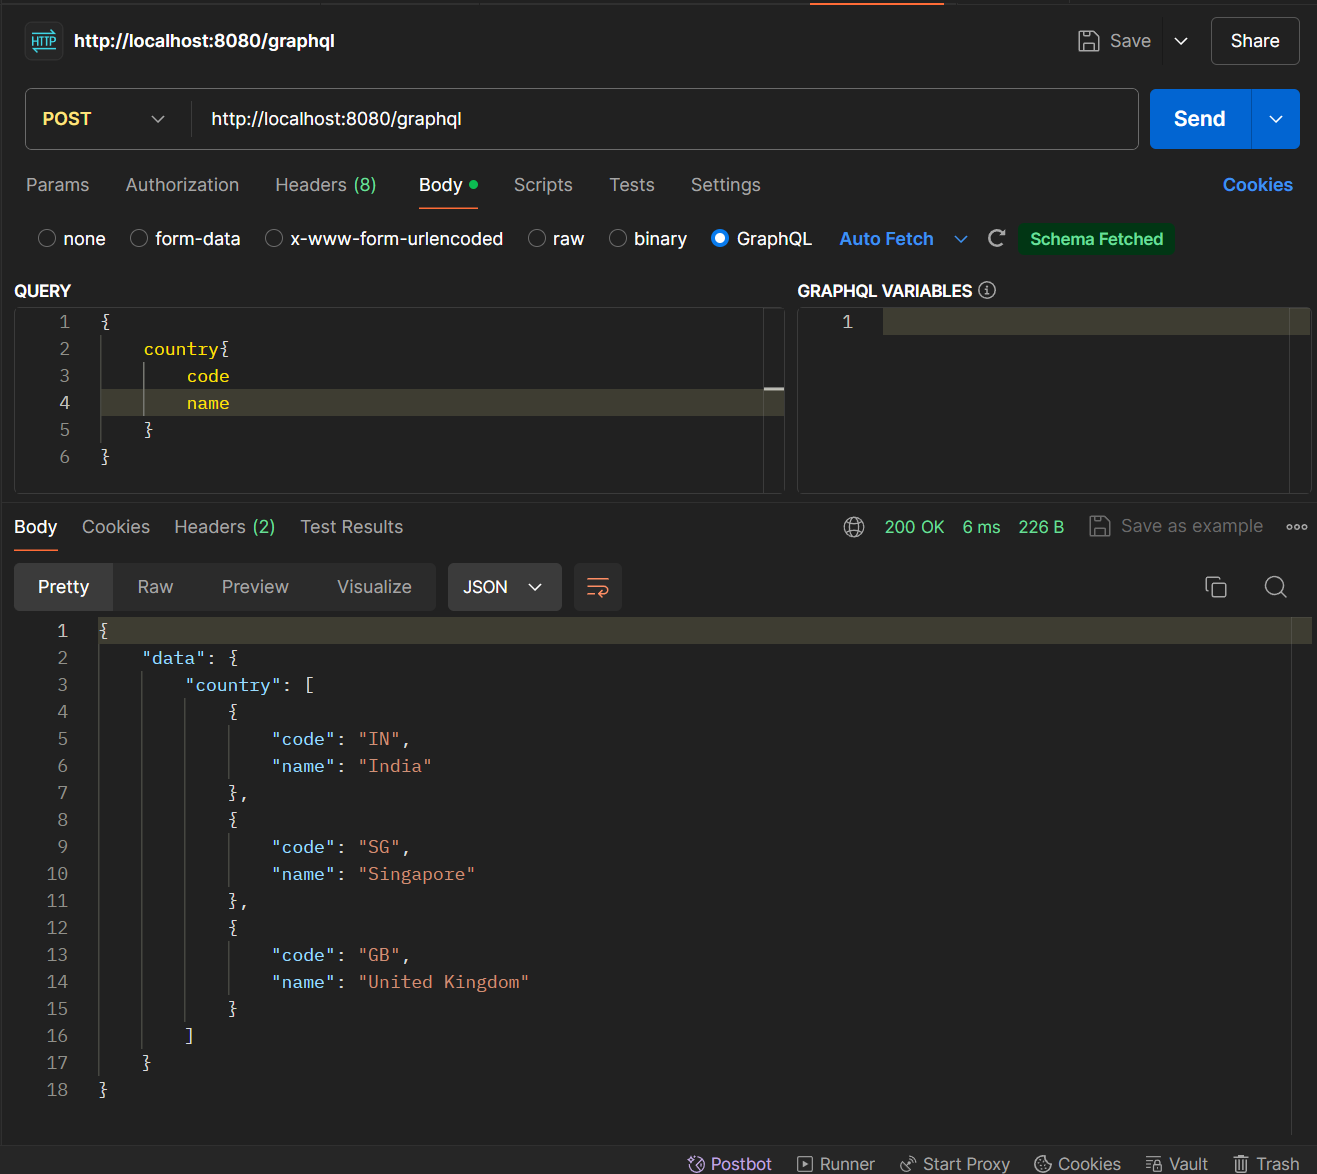 HTTP http://localhost:8080/graphql Save Share
POST http://localhost:8080/graphql Send
Params Authorization Headers (8) Body Scripts Tests Settings Cookies
none form-data x-www-form-urlencoded raw binary GraphQL Auto Fetch Schema Fetched
QUERY
1 {
2 country{
3 code
4 name
5 }
6 }
GRAPHQL VARIABLES
1
Body Cookies Headers (2) Test Results 200 OK 6 ms 226 B Save as example
Pretty Raw Preview Visualize JSON
1 {
2 "data": {
3 "country": [
4 {
5 "code": "IN",
6 "name": "India"
7 },
8 {
9 "code": "SG",
10 "name": "Singapore"
11 },
12 {
13 "code": "GB",
14 "name": "United Kingdom"
15 }
16 ]
17 }
18 }
Postbot Runner Start Proxy Cookies Vault Trash